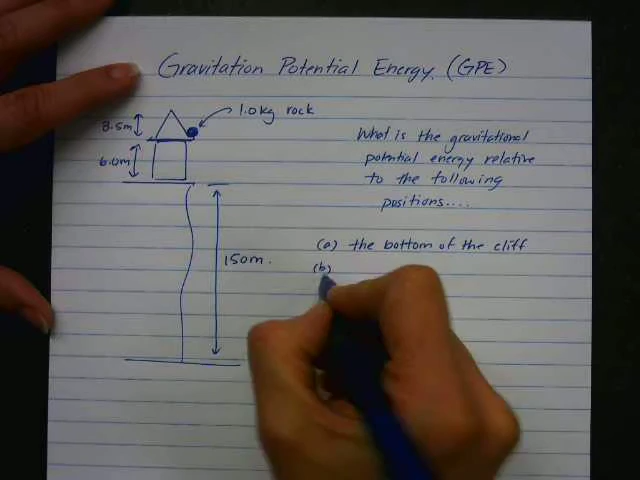 Gravitation Potential Energy (GPE)
1.0kg rock
3.5m
6.0m
150m.
What is the gravitational
potential energy relative
to the following
positions....
(a) the bottom of the cliff
(b)